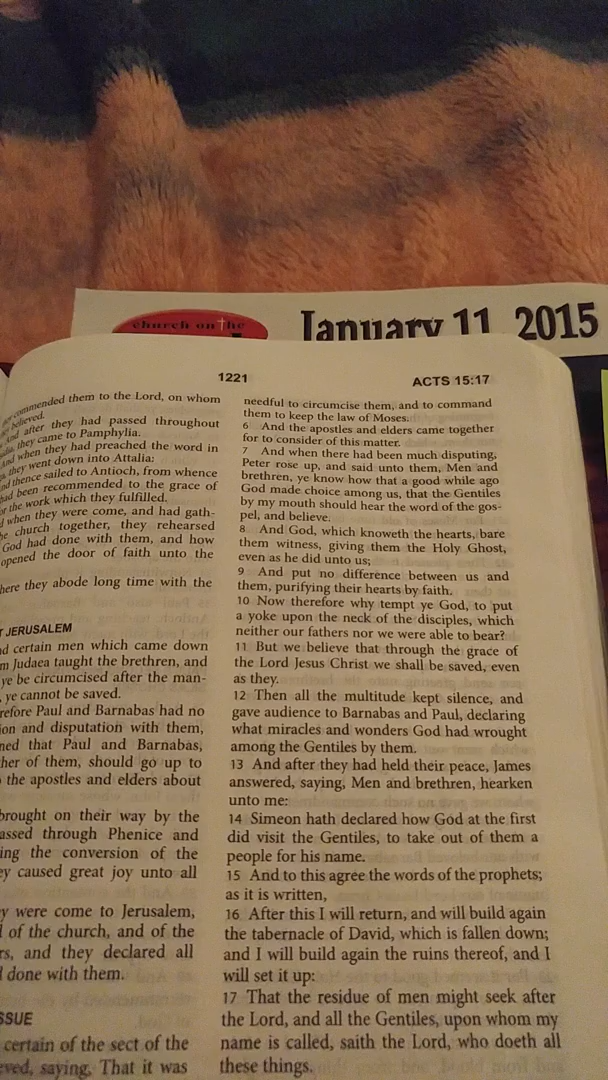 church on the
January 11, 2015
1221
ACTS 15:17
commended them to the Lord, on whom
believed.
And after they had passed throughout
they came to Pamphylia.
And when they had preached the word in
they went down into Attalia:
And thence sailed to Antioch, from whence
had been recommended to the grace of
for the work which they fulfilled.
when they were come, and had gath-
church together, they rehearsed
God had done with them, and how
opened the door of faith unto the
here they abode long time with the
JERUSALEM
certain men which came down
Judaea taught the brethren, and
ye be circumcised after the man-
ye cannot be saved.
Paul and Barnabas had no
and disputation with them,
that Paul and Barnabas,
of them, should go up to
the apostles and elders about
brought on their way by the
through Phenice and
the conversion of the
caused great joy unto all
were come to Jerusalem,
of the church, and of the
and they declared all
done with them.
certain of the sect of the
saying, That it was
needful to circumcise them, and to command
them to keep the law of Moses.
6 And the apostles and elders came together
for to consider of this matter.
7 And when there had been much disputing,
Peter rose up, and said unto them, Men and
brethren, ye know how that a good while ago
God made choice among us, that the Gentiles
by my mouth should hear the word of the gos-
pel, and believe.
8 And God, which knoweth the hearts, bare
them witness, giving them the Holy Ghost,
even as he did unto us;
9 And put no difference between us and
them, purifying their hearts by faith.
10 Now therefore why tempt ye God, to put
a yoke upon the neck of the disciples, which
neither our fathers nor we were able to bear?
11 But we believe that through the grace of
the Lord Jesus Christ we shall be saved, even
as they.
12 Then all the multitude kept silence, and
gave audience to Barnabas and Paul, declaring
what miracles and wonders God had wrought
among the Gentiles by them.
13 And after they had held their peace, James
answered, saying, Men and brethren, hearken
unto me:
14 Simeon hath declared how God at the first
did visit the Gentiles, to take out of them a
people for his name.
15 And to this agree the words of the prophets;
as it is written,
16 After this I will return, and will build again
the tabernacle of David, which is fallen down;
and I will build again the ruins thereof, and I
will set it up:
17 That the residue of men might seek after
the Lord, and all the Gentiles, upon whom my
name is called, saith the Lord, who doeth all
these things.